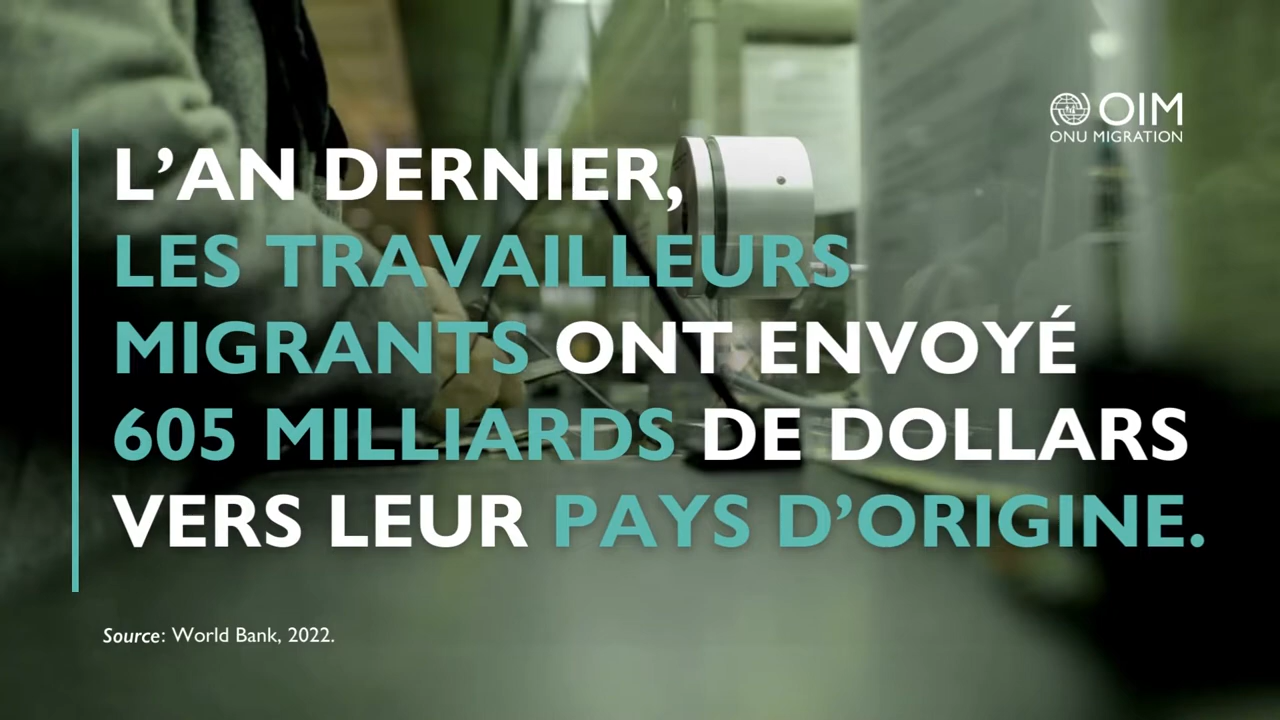 OIM
ONU MIGRATION
L’AN DERNIER,
LES TRAVAILLEURS
MIGRANTS ONT ENVOYÉ
605 MILLIARDS DE DOLLARS
VERS LEUR PAYS D’ORIGINE.
Source: World Bank, 2022.